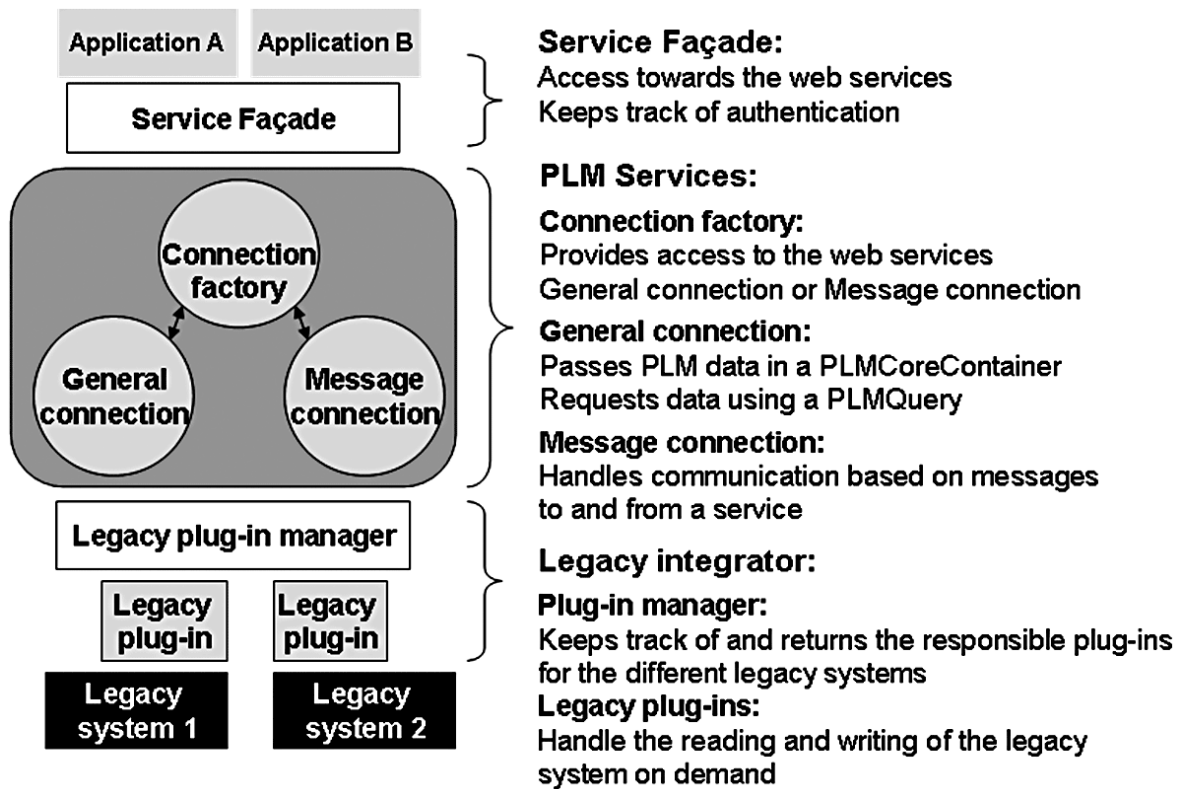 Application A
Application B
Service Façade
Connection
factory
General
connection
Message
connection
Legacy plug-in manager
Legacy
plug-in
Legacy
plug-in
Legacy
system 1
Legacy
system 2
Service Façade:
Access towards the web services
Keeps track of authentication
PLM Services:
Connection factory:
Provides access to the web services
General connection or Message connection
General connection:
Passes PLM data in a PLMCoreContainer
Requests data using a PLMQuery
Message connection:
Handles communication based on messages
to and from a service
Legacy integrator:
Plug-in manager:
Keeps track of and returns the responsible plug-ins
for the different legacy systems
Legacy plug-ins:
Handle the reading and writing of the legacy
system on demand